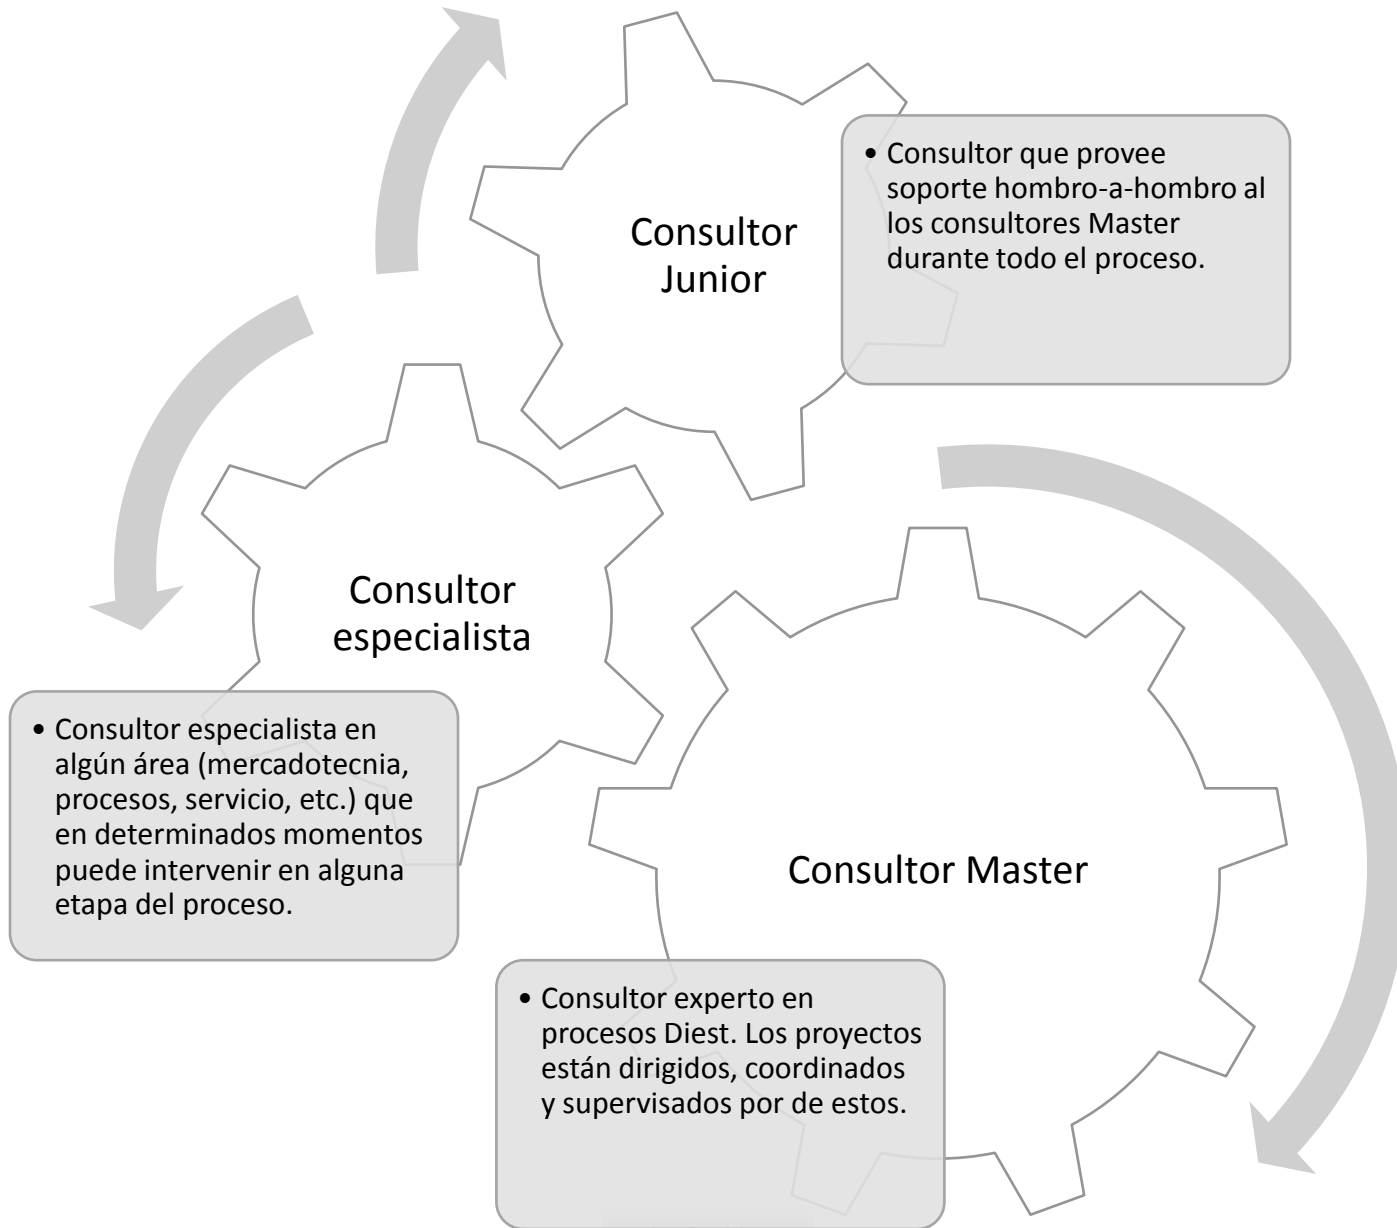 Consultor
Junior
• Consultor que provee
soporte hombro-a-hombro al
los consultores Master
durante todo el proceso.
Consultor
especialista
• Consultor especialista en
algún área (mercadotecnia,
procesos, servicio, etc.) que
en determinados momentos
puede intervenir en alguna
etapa del proceso.
Consultor Master
• Consultor experto en
procesos Diest. Los proyectos
están dirigidos, coordinados
y supervisados por de estos.